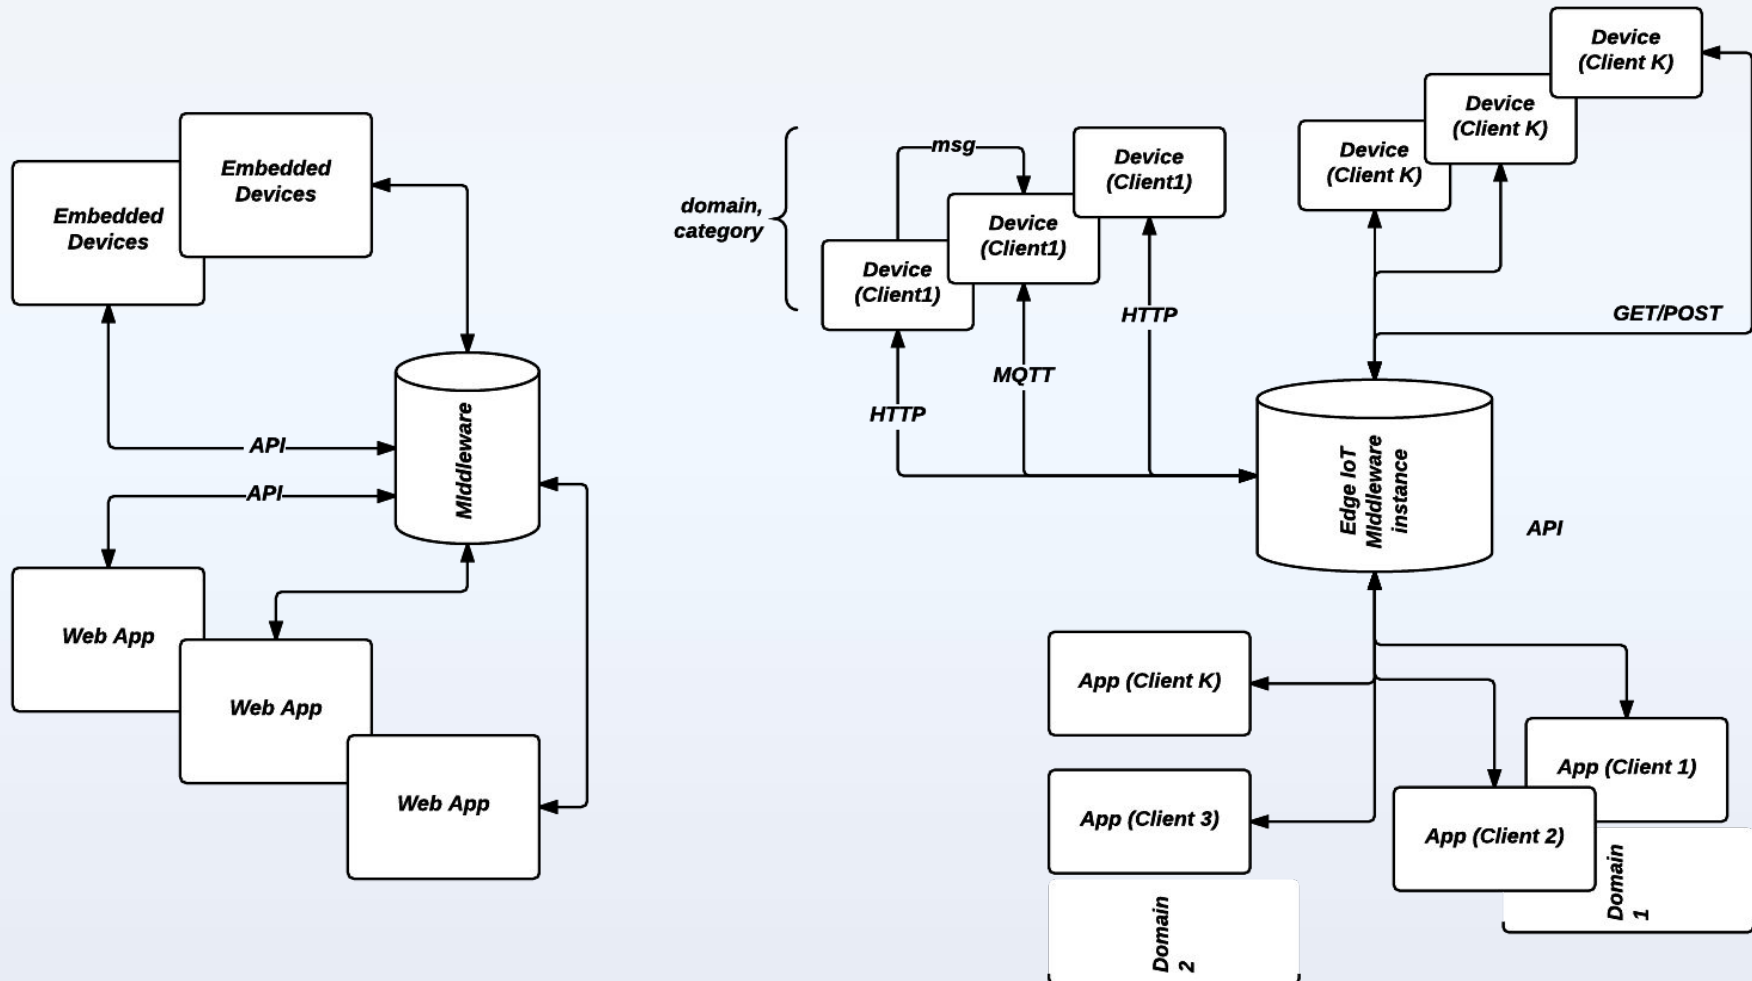 Embedded
Devices
Embedded
Devices
API
API
MIddleware
Web App
Web App
Web App
domain,
category
msg
Device
(Client1)
Device
(Client1)
Device
(Client1)
HTTP
MQTT
HTTP
Device
(Client K)
Device
(Client K)
Device
(Client K)
GET/POST
Edge IoT
MIddleware
instance
API
App (Client K)
App (Client 3)
App (Client 1)
App (Client 2)
Domain
1
Domain
2